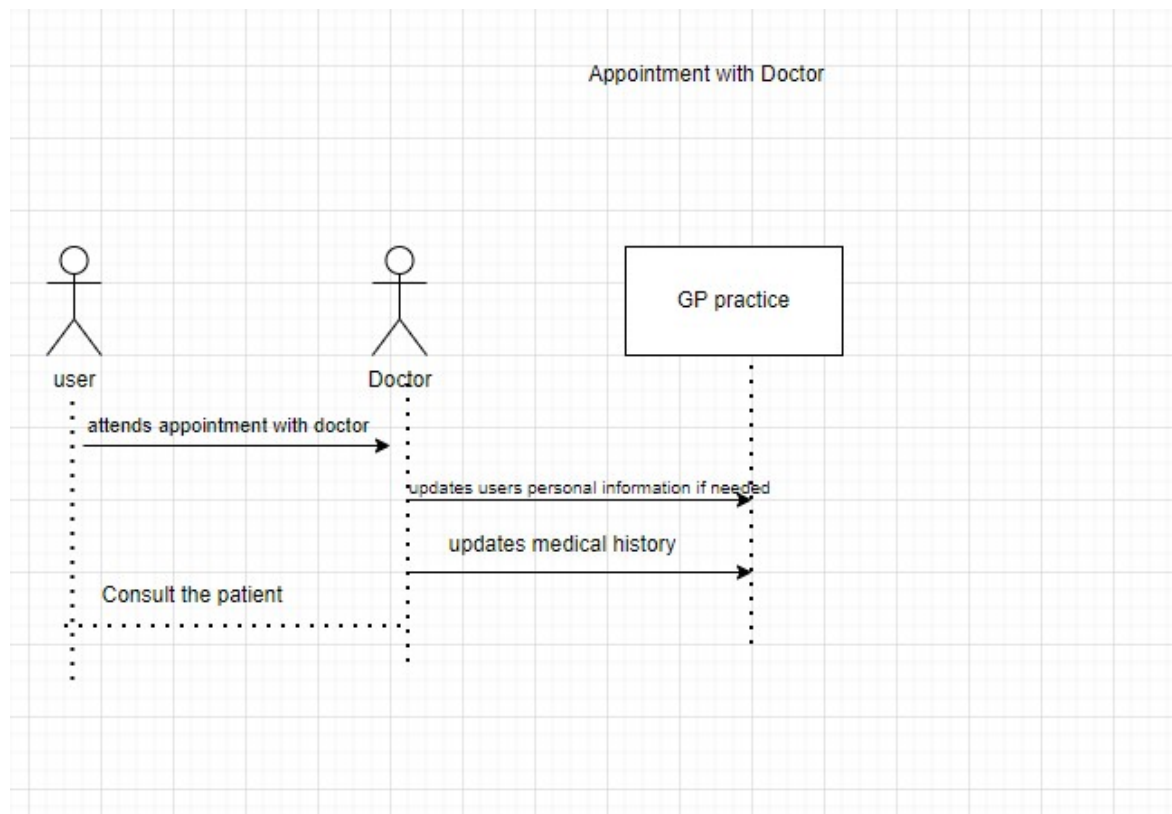 Appointment with Doctor
GP practice
user
Doctor
attends appointment with doctor
updates users personal information if needed
updates medical history
Consult the patient